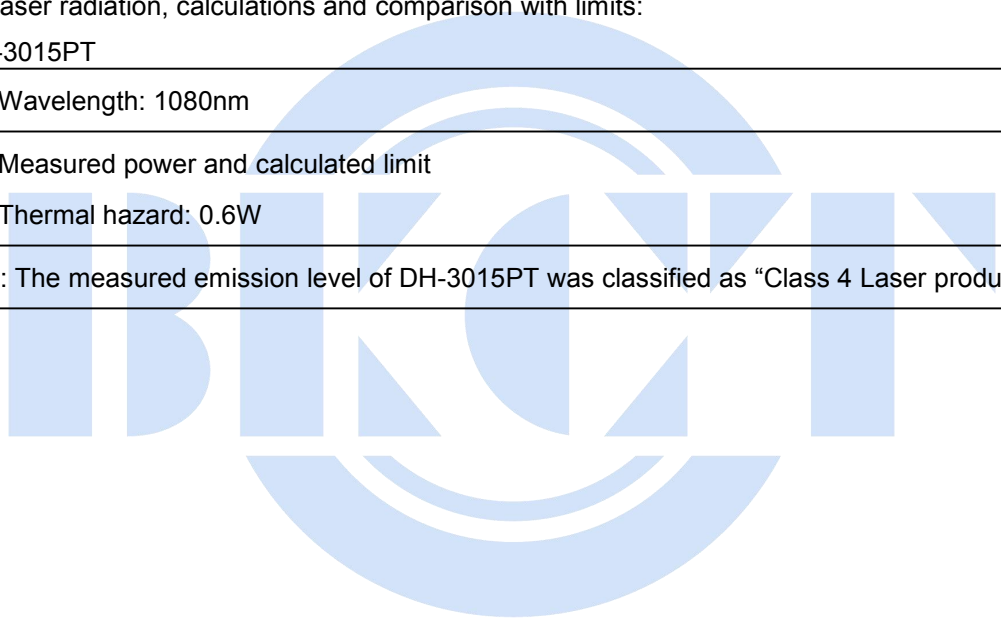 aser radiation, calculations and comparison with limits:
-3015PT
Wavelength: 1080nm
Measured power and calculated limit
Thermal hazard: 0.6W
: The measured emission level of DH-3015PT was classified as “Class 4 Laser produ